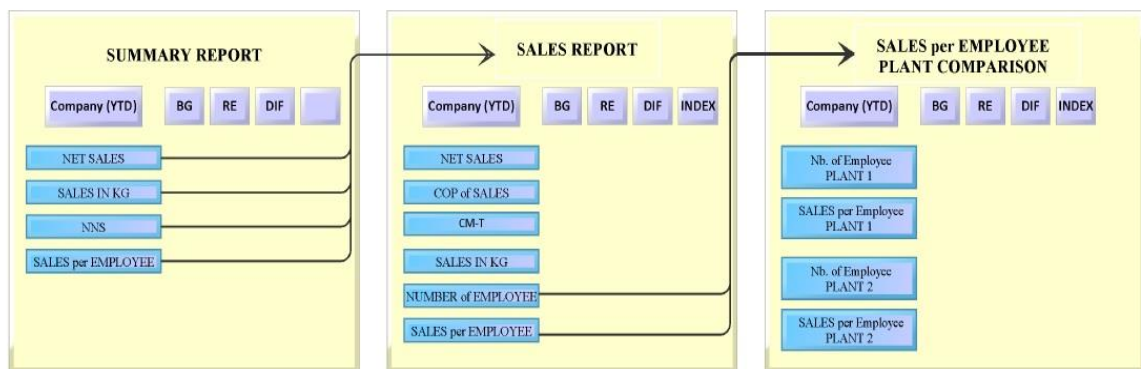 SUMMARY REPORT
Company (YTD) BG RE DIF
NET SALES
SALES IN KG
NNS
SALES per EMPLOYEE
SALES REPORT
Company (YTD) BG RE DIF INDEX
NET SALES
COP of SALES
CM-T
SALES IN KG
NUMBER of EMPLOYEE
SALES per EMPLOYEE
SALES per EMPLOYEE
PLANT COMPARISON
Company (YTD) BG RE DIF INDEX
Nb. of Employee
PLANT 1
SALES per Employee
PLANT 1
Nb. of Employee
PLANT 2
SALES per Employee
PLANT 2